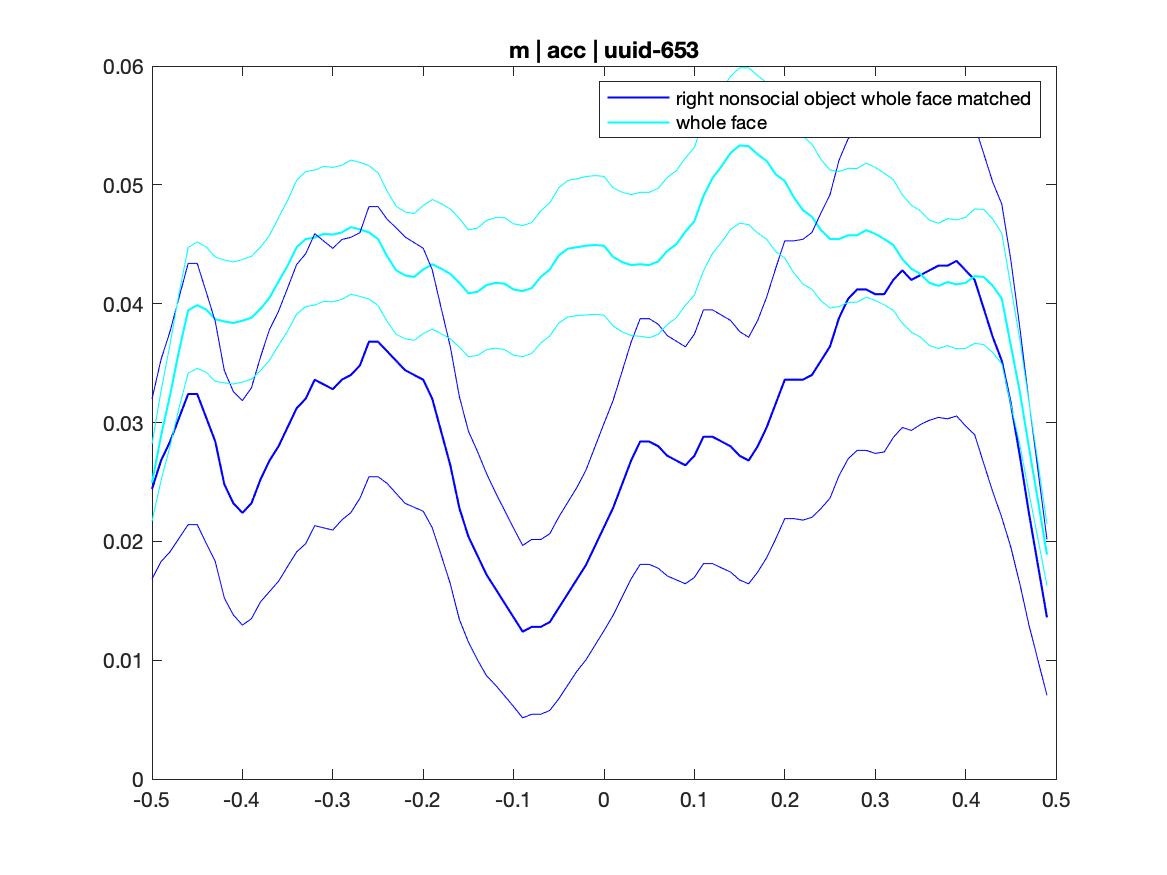 m | acc | uuid-653
0.06
right nonsocial object whole face matched
whole face
0.05
0.04
0.03
0.02
0.01
0
-0.5 -0.4 -0.3 -0.2 -0.1 0 0.1 0.2 0.3 0.4 0.5